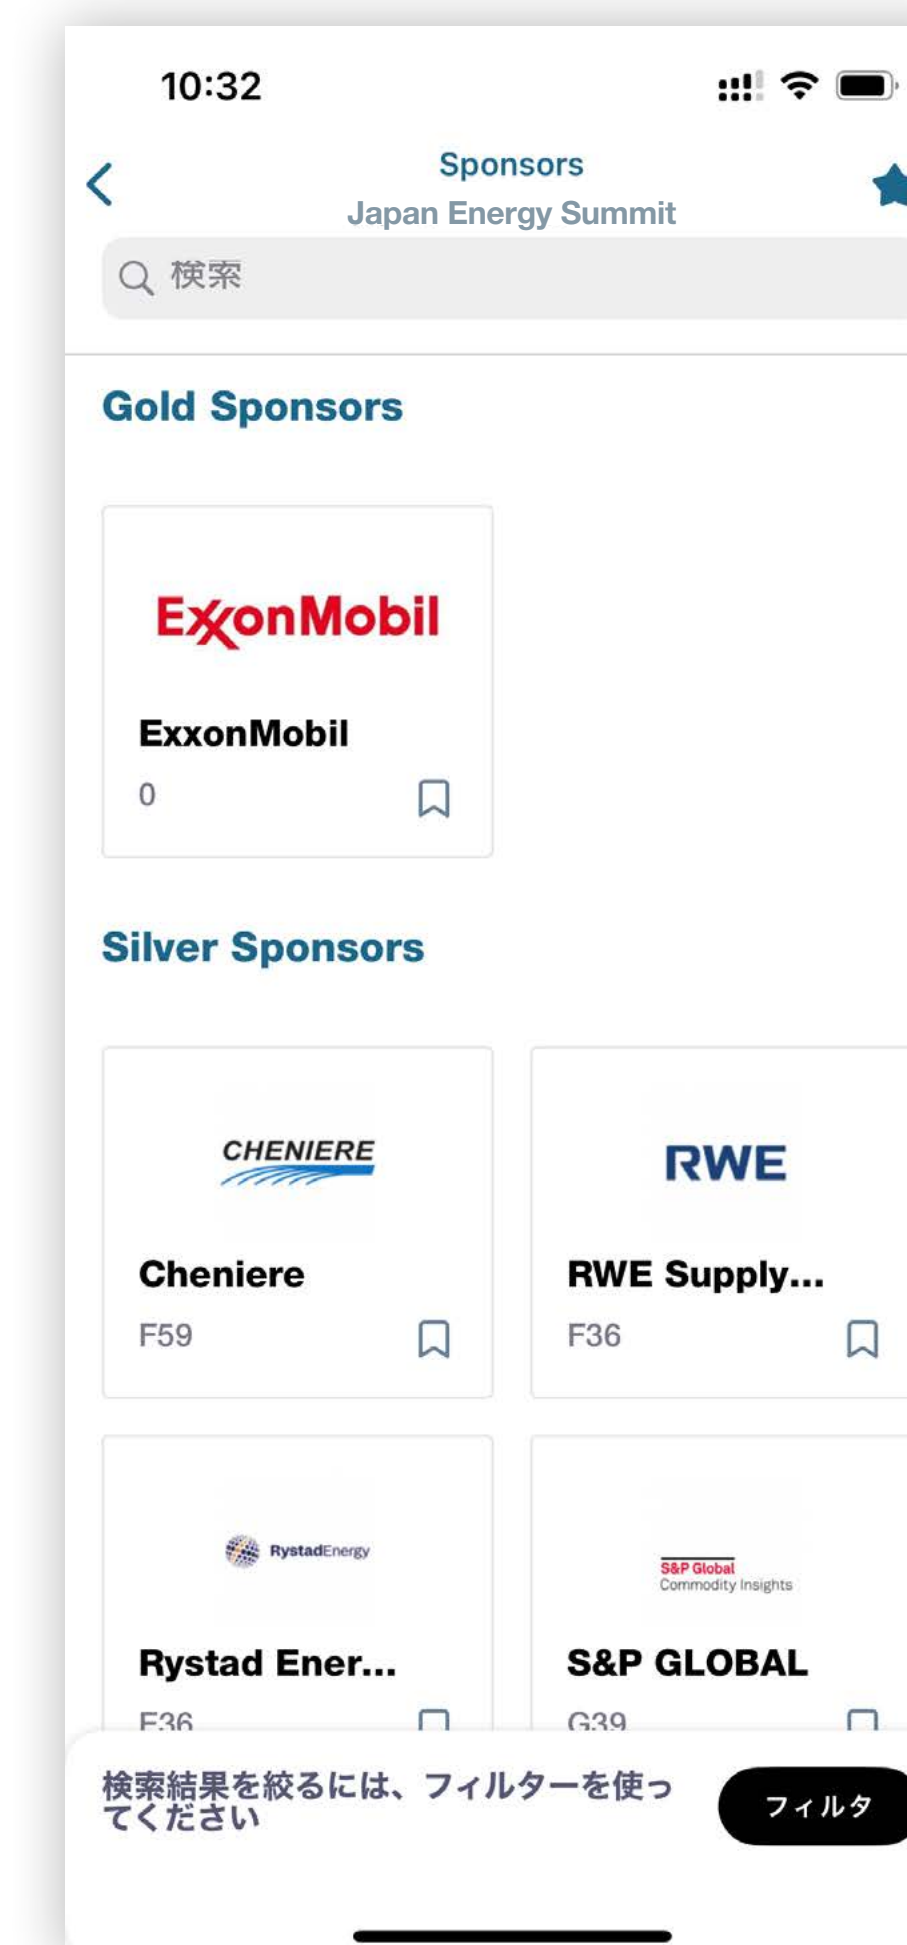 10:32
Sponsors
Japan Energy Summit
検索
Gold Sponsors
ExxonMobil
ExxonMobil
0
Silver Sponsors
CHENIERE
RWE
Cheniere
RWE Supply...
F59
F36
RystadEnergy
S&P Global
Commodity Insights
Rystad Ener...
S&P GLOBAL
F36
G39
検索結果を絞るには、フィルターを使っ
てください
フィルタ